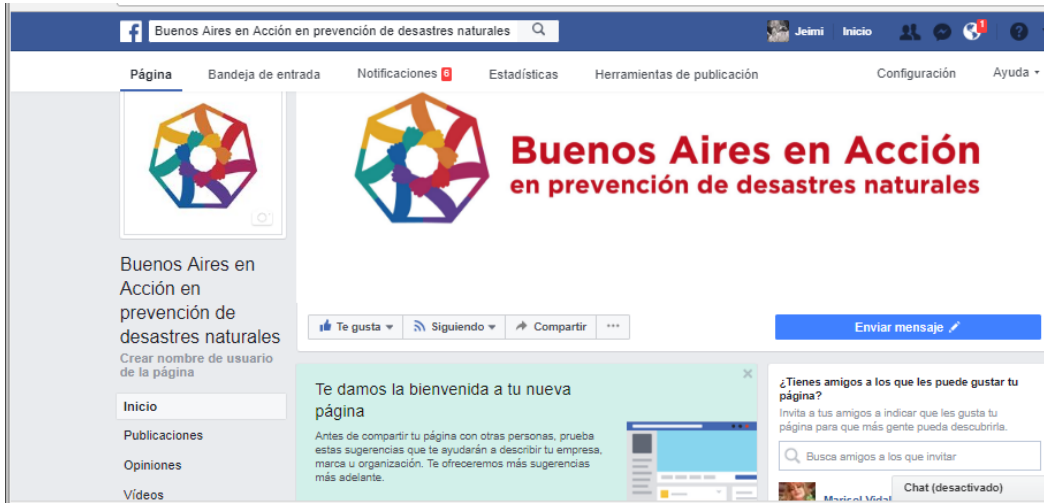 Buenos Aires en Acción en prevención de desastres naturales
Jeimi Inicio 1
Página Bandeja de entrada Notificaciones 6 Estadísticas Herramientas de publicación Configuración Ayuda
Buenos Aires en Acción
en prevención de desastres naturales
Buenos Aires en
Acción en
prevención de
desastres naturales
Crear nombre de usuario
de la página
Inicio
Publicaciones
Opiniones
Vídeos
Te gusta Siguiendo Compartir ...
Enviar mensaje
Te damos la bienvenida a tu nueva
página
Antes de compartir tu página con otras personas, prueba
estas sugerencias que te ayudarán a describir tu empresa,
marca u organización. Te ofreceremos más sugerencias
más adelante.
¿Tienes amigos a los que les puede gustar tu
página?
Invita a tus amigos a indicar que les gusta tu
página para que más gente pueda descubrirla.
Busca amigos a los que invitar
Marisol Vidal
Chat (desactivado)